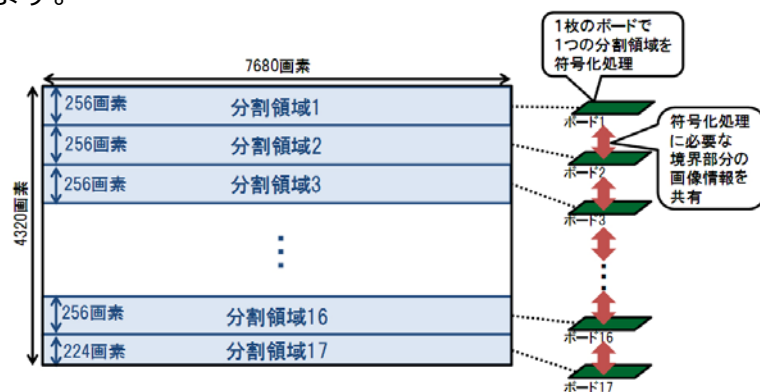 ます。
7680画素
4320画素
256画素
分割領域1
256画素
分割領域2
256画素
分割領域3
256画素
分割領域16
224画素
分割領域17
1枚のボードで
1つの分割領域を
符号化処理
ボード1
ボード2
ボード3
ボード16
ボード17
符号化処理
に必要な
境界部分の
画像情報を
共有